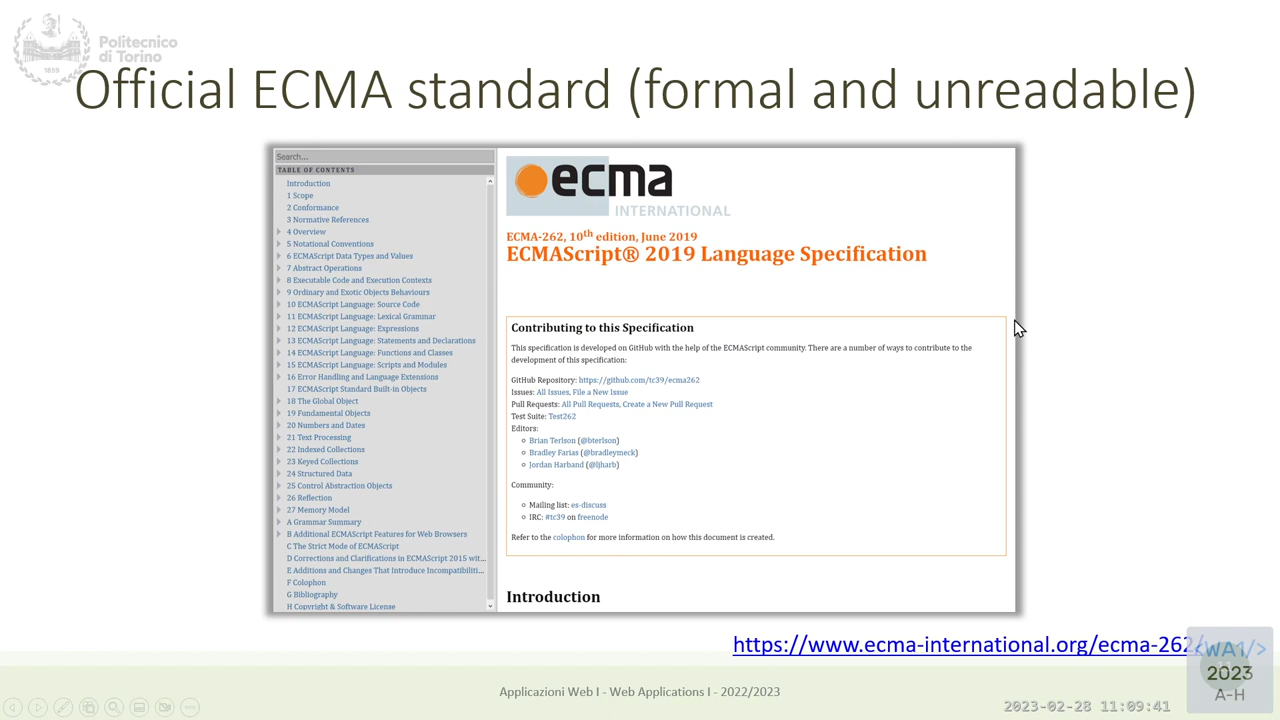 Politecnico
di Torino
1859
Official ECMA standard (formal and unreadable)
Search...
TABLE OF CONTENTS
Introduction
1 Scope
2 Conformance
3 Normative References
4 Overview
5 Notational Conventions
6 ECMAScript Data Types and Values
7 Abstract Operations
8 Executable Code and Execution Contexts
9 Ordinary and Exotic Objects Behaviours
10 ECMAScript Language: Source Code
11 ECMAScript Language: Lexical Grammar
12 ECMAScript Language: Expressions
13 ECMAScript Language: Statements and Declarations
14 ECMAScript Language: Functions and Classes
15 ECMAScript Language: Scripts and Modules
16 Error Handling and Language Extensions
17 ECMAScript Standard Built-in Objects
18 The Global Object
19 Fundamental Objects
20 Numbers and Dates
21 Text Processing
22 Indexed Collections
23 Keyed Collections
24 Structured Data
25 Control Abstraction Objects
26 Reflection
27 Memory Model
A Grammar Summary
B Additional ECMAScript Features for Web Browsers
C The Strict Mode of ECMAScript
D Corrections and Clarifications in ECMAScript 2015 wit...
E Additions and Changes That Introduce Incompatibiliti...
F Colophon
G Bibliography
H Copyright & Software License
ecma
INTERNATIONAL
ECMA-262, 10th edition, June 2019
ECMAScript® 2019 Language Specification
Contributing to this Specification
This specification is developed on GitHub with the help of the ECMAScript community. There are a number of ways to contribute to the
development of this specification:
GitHub Repository: https://github.com/tc39/ecma262
Issues: All Issues, File a New Issue
Pull Requests: All Pull Requests, Create a New Pull Request
Test Suite: Test262
Editors:
Brian Terlson (@bterlson)
Bradley Farias (@bradleymeck)
Jordan Harband (@ljharb)
Community:
Mailing list: es-discuss
IRC: #tc39 on freenode
Refer to the colophon for more information on how this document is created.
Introduction
https://www.ecma-international.org/ecma-262/
<WA1/>
2023
A-H
Applicazioni Web I - Web Applications I - 2022/2023
2023-02-28 11:09:41